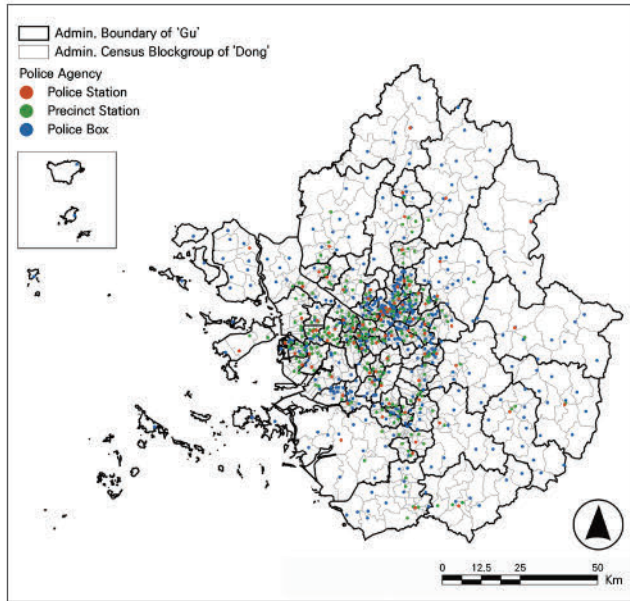 Admin. Boundary of 'Gu'
Admin. Census Blockgroup of 'Dong'
Police Agency
Police Station
Precinct Station
Police Box
0 12.5 25 50
Km